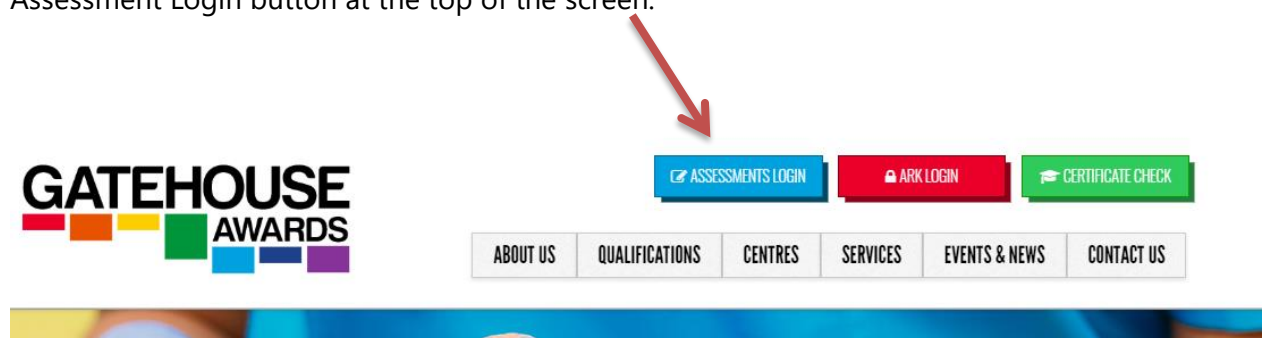 Assessment Login button at the top of the screen.
ASSESSMENTS LOGIN ARK LOGIN CERTIFICATE CHECK
GATEHOUSE
AWARDS
ABOUT US QUALIFICATIONS CENTRES SERVICES EVENTS & NEWS CONTACT US